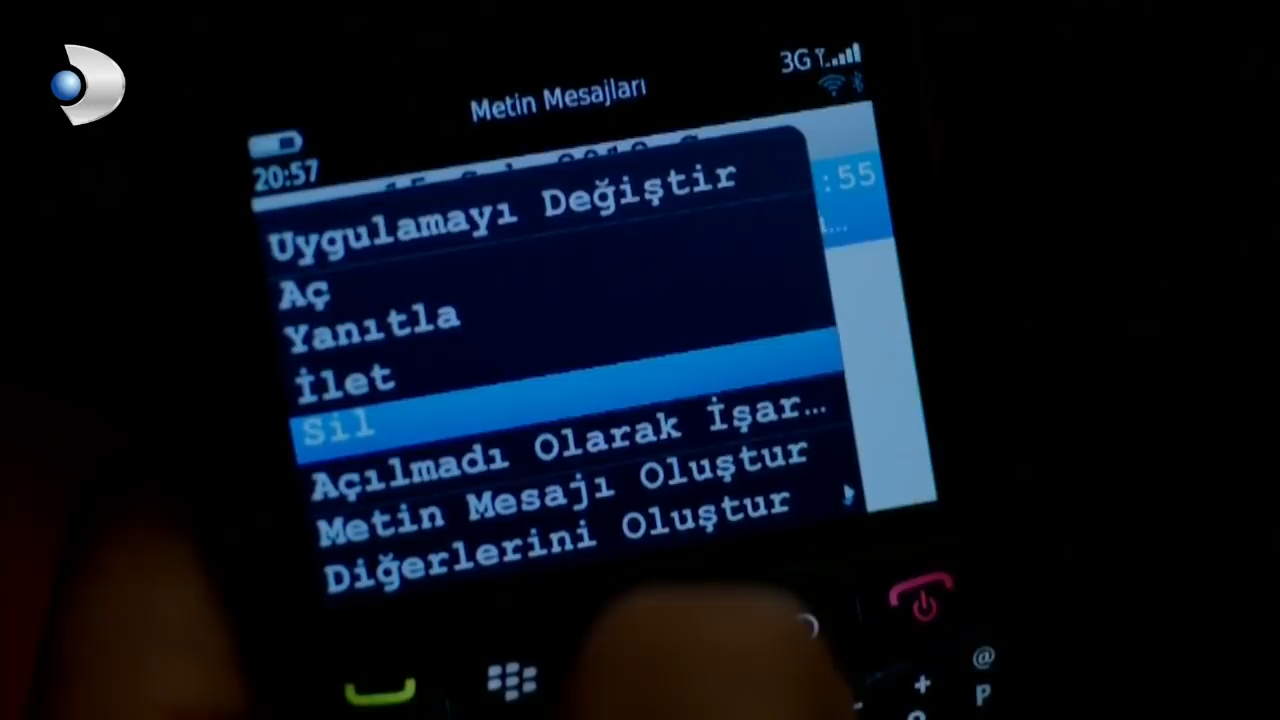 3G
Metin Mesajları
20:57
:55
Uygulamayı Değiştir
Aç
Yanıtla
İlet
Sil
Açılmadı Olarak İşar...
Metin Mesajı Oluştur
Diğerlerini Oluştur
@
+
P